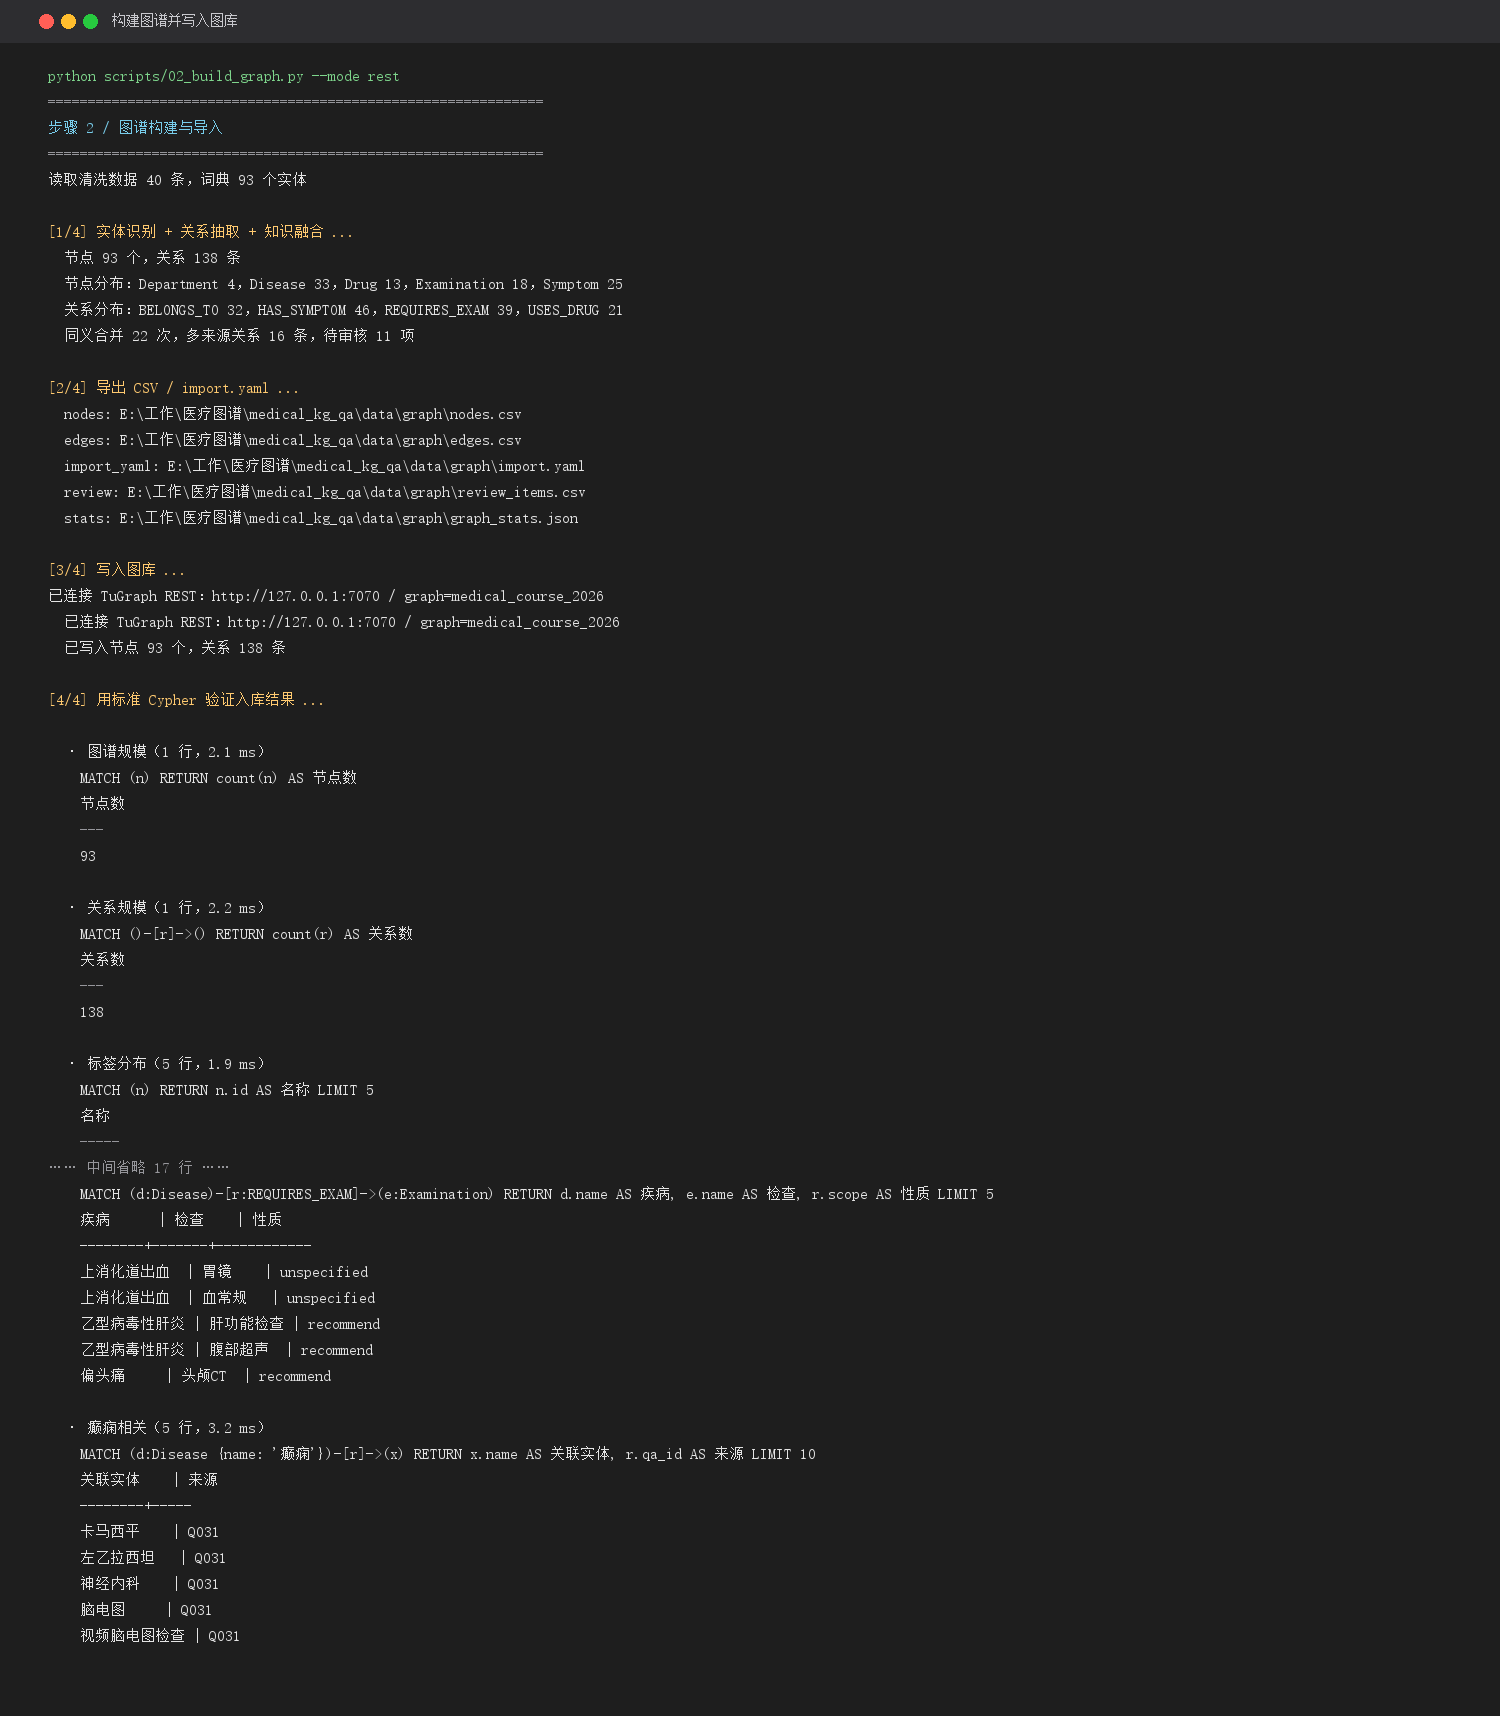 构建图谱并写入图库
python scripts/02_build_graph.py --mode rest
==============================================================
步骤 2 / 图谱构建与导入
==============================================================
读取清洗数据 40 条，词典 93 个实体
[1/4] 实体识别 + 关系抽取 + 知识融合 ...
节点 93 个，关系 138 条
节点分布：Department 4，Disease 33，Drug 13，Examination 18，Symptom 25
关系分布：BELONGS_TO 32，HAS_SYMPTOM 46，REQUIRES_EXAM 39，USES_DRUG 21
同义合并 22 次，多来源关系 16 条，待审核 11 项
[2/4] 导出 CSV / import.yaml ...
nodes: E:\工作\医疗图谱\medical_kg_qa\data\graph\nodes.csv
edges: E:\工作\医疗图谱\medical_kg_qa\data\graph\edges.csv
import_yaml: E:\工作\医疗图谱\medical_kg_qa\data\graph\import.yaml
review: E:\工作\医疗图谱\medical_kg_qa\data\graph\review_items.csv
stats: E:\工作\医疗图谱\medical_kg_qa\data\graph\graph_stats.json
[3/4] 写入图库 ...
已连接 TuGraph REST：http://127.0.0.1:7070 / graph=medical_course_2026
已连接 TuGraph REST：http://127.0.0.1:7070 / graph=medical_course_2026
已写入节点 93 个，关系 138 条
[4/4] 用标准 Cypher 验证入库结果 ...
· 图谱规模（1 行，2.1 ms）
MATCH (n) RETURN count(n) AS 节点数
节点数
---
93
· 关系规模（1 行，2.2 ms）
MATCH ()-[r]->() RETURN count(r) AS 关系数
关系数
---
138
· 标签分布（5 行，1.9 ms）
MATCH (n) RETURN n.id AS 名称 LIMIT 5
名称
-----
…… 中间省略 17 行 ……
MATCH (d:Disease)-[r:REQUIRES_EXAM]->(e:Examination) RETURN d.name AS 疾病, e.name AS 检查, r.scope AS 性质 LIMIT 5
疾病 | 检查 | 性质
--------+-------+------------
上消化道出血 | 胃镜 | unspecified
上消化道出血 | 血常规 | unspecified
乙型病毒性肝炎 | 肝功能检查 | recommend
乙型病毒性肝炎 | 腹部超声 | recommend
偏头痛 | 头颅CT | recommend
· 癫痫相关（5 行，3.2 ms）
MATCH (d:Disease {name: '癫痫'})-[r]->(x) RETURN x.name AS 关联实体, r.qa_id AS 来源 LIMIT 10
关联实体 | 来源
--------+-----
卡马西平 | Q031
左乙拉西坦 | Q031
神经内科 | Q031
脑电图 | Q031
视频脑电图检查 | Q031